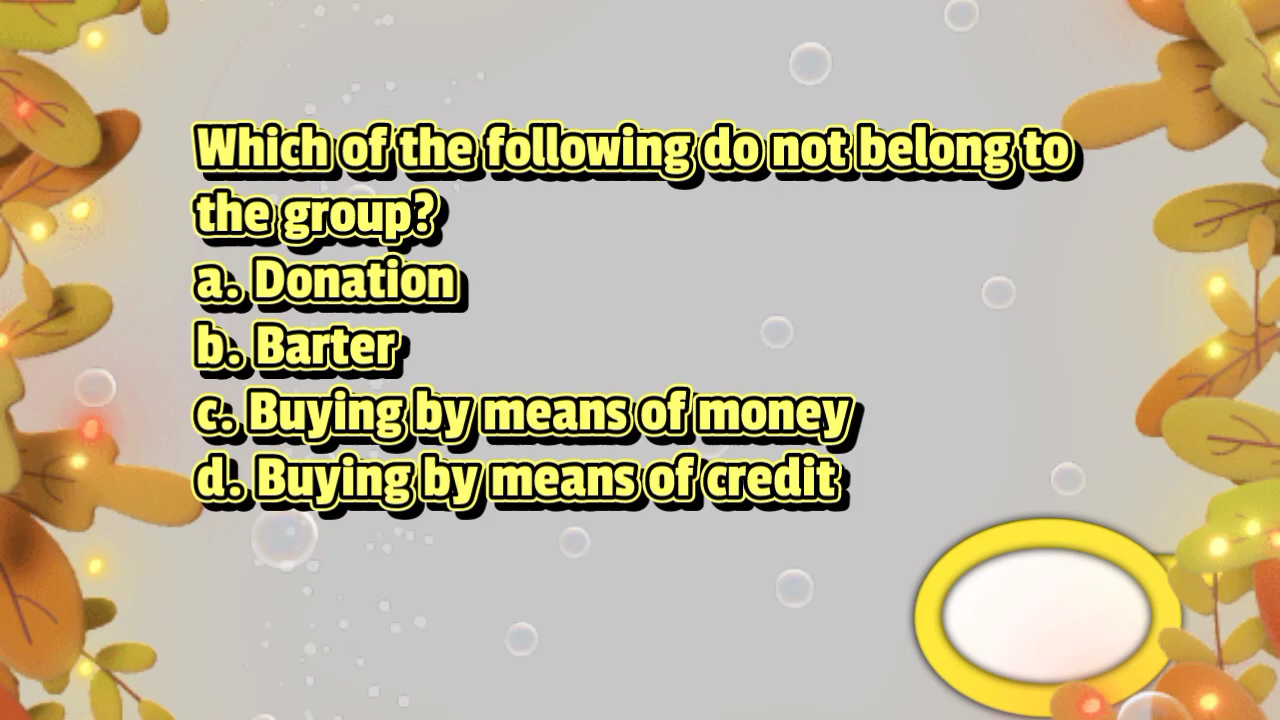 Which of the following do not belong to
the group?
a. Donation
b. Barter
c. Buying by means of money
d. Buying by means of credit